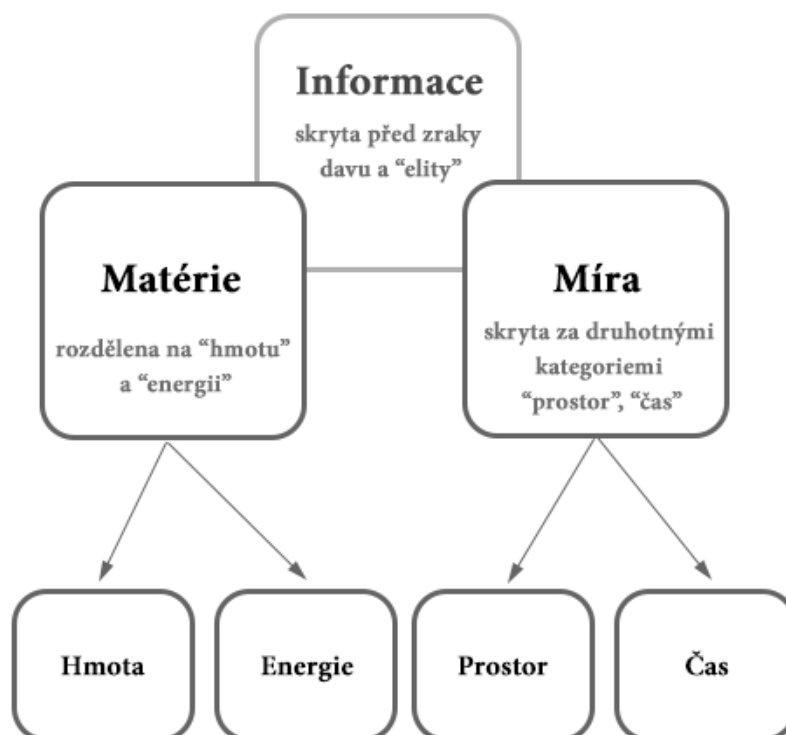 Informace
skryta před zraky
davu a “elity”
Matérie
rozdělena na “hmotu”
a “energii”
Míra
skryta za druhotnými
kategoriemi
“prostor”, “čas”
Hmota
Energie
Prostor
Čas